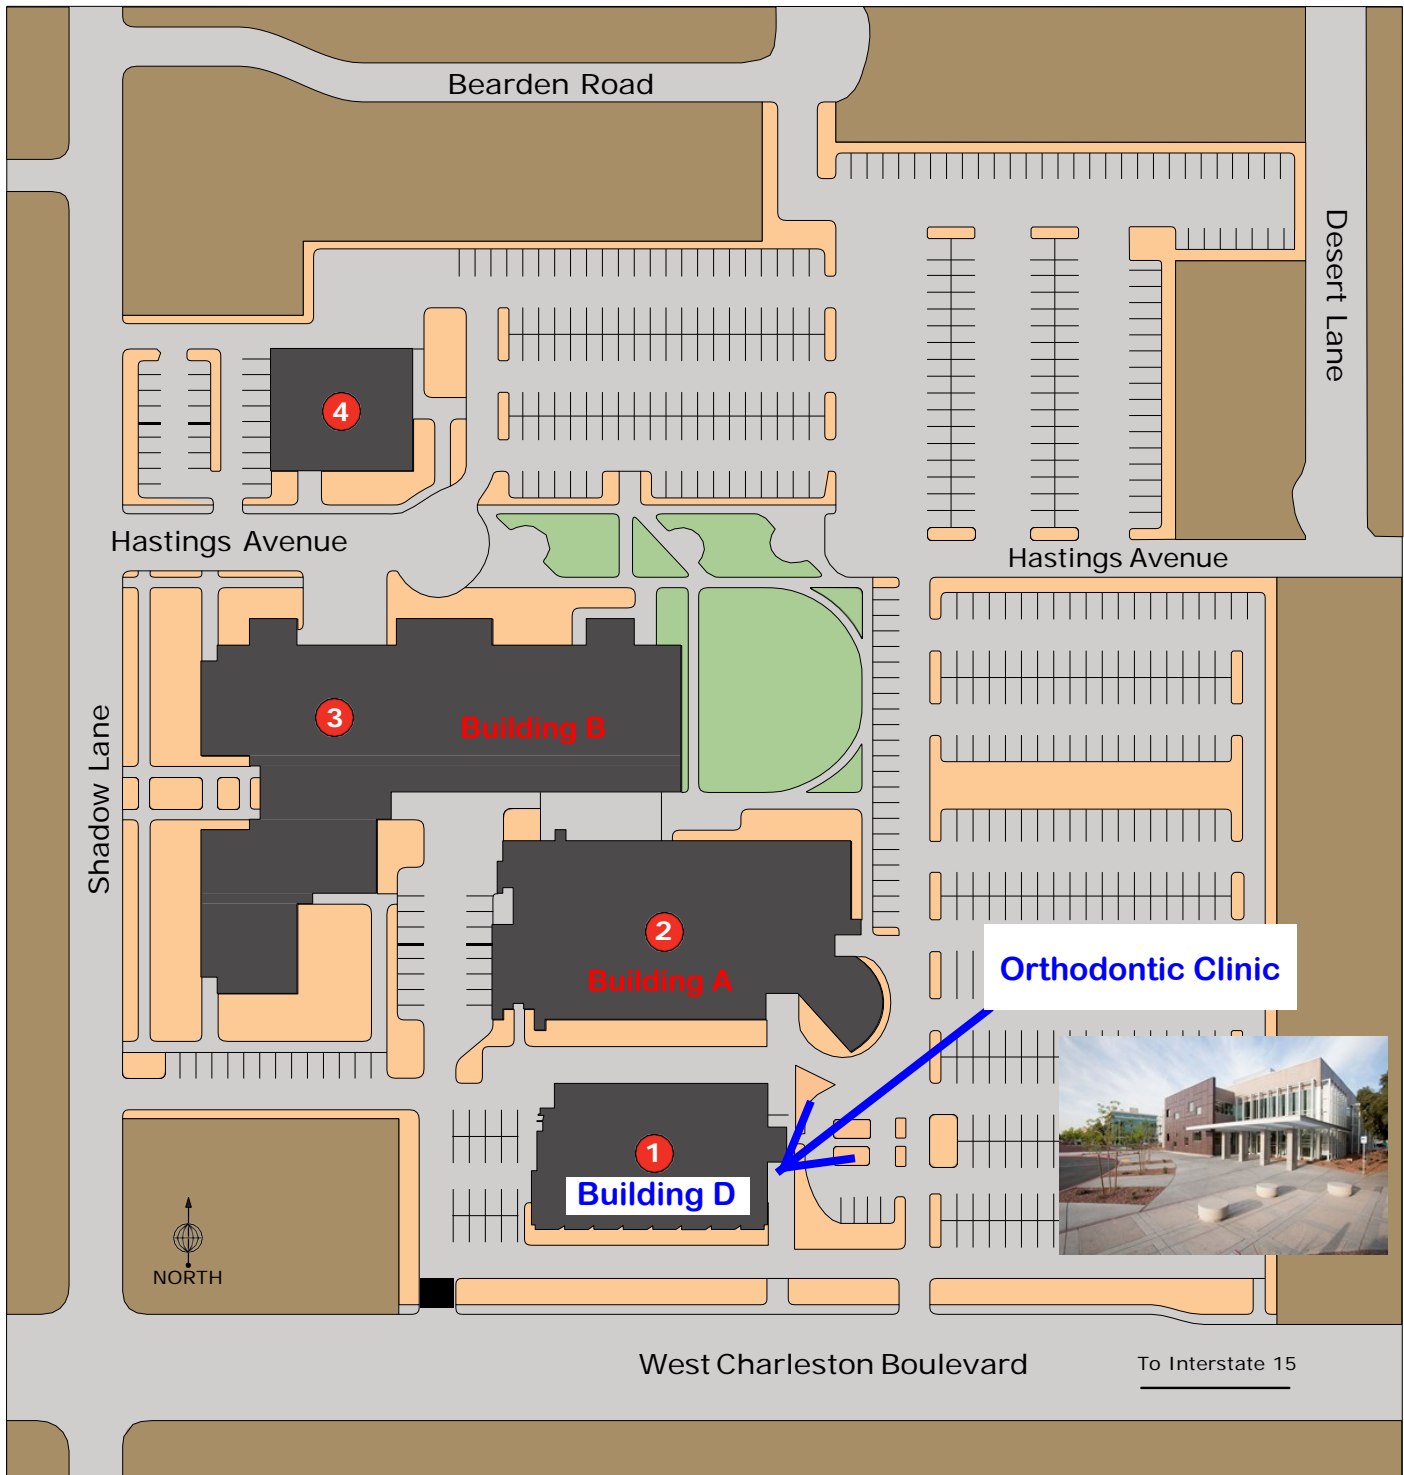 Bearden Road
Desert Lane
4
Hastings Avenue
Hastings Avenue
Shadow Lane
3
Building B
2
Building A
Orthodontic Clinic
1
Building D
NORTH
West Charleston Boulevard
To Interstate 15